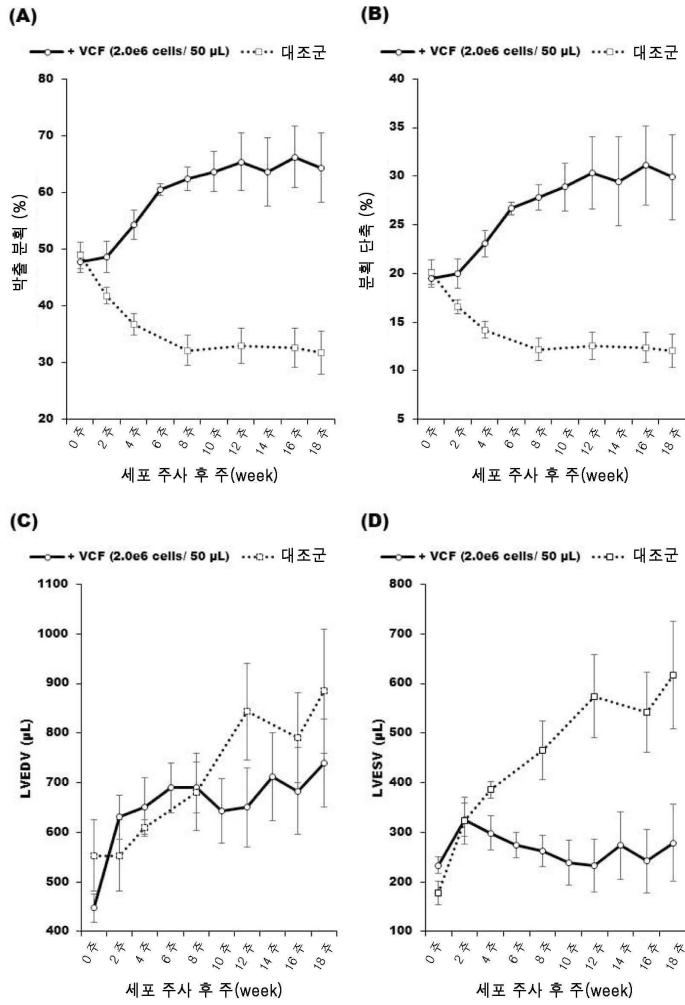 (A)
+ VCF (2.0e6 cells/ 50 µL) 대조군
80
70
60
50
40
30
20
박출 분획 (%)
0 주 2 주 4 주 6 주 8 주 10 주 12 주 14 주 16 주 18 주
세포 주사 후 주(week)
(B)
+ VCF (2.0e6 cells/ 50 µL) 대조군
40
35
30
25
20
15
10
5
분획 단축 (%)
0 주 2 주 4 주 6 주 8 주 10 주 12 주 14 주 16 주 18 주
세포 주사 후 주(week)
(C)
+ VCF (2.0e6 cells/ 50 µL) 대조군
1100
1000
900
800
700
600
500
400
LVEDV (µL)
0 주 2 주 4 주 6 주 8 주 10 주 12 주 14 주 16 주 18 주
세포 주사 후 주(week)
(D)
+ VCF (2.0e6 cells/ 50 µL) 대조군
800
700
600
500
400
300
200
100
LVESV (µL)
0 주 2 주 4 주 6 주 8 주 10 주 12 주 14 주 16 주 18 주
세포 주사 후 주(week)